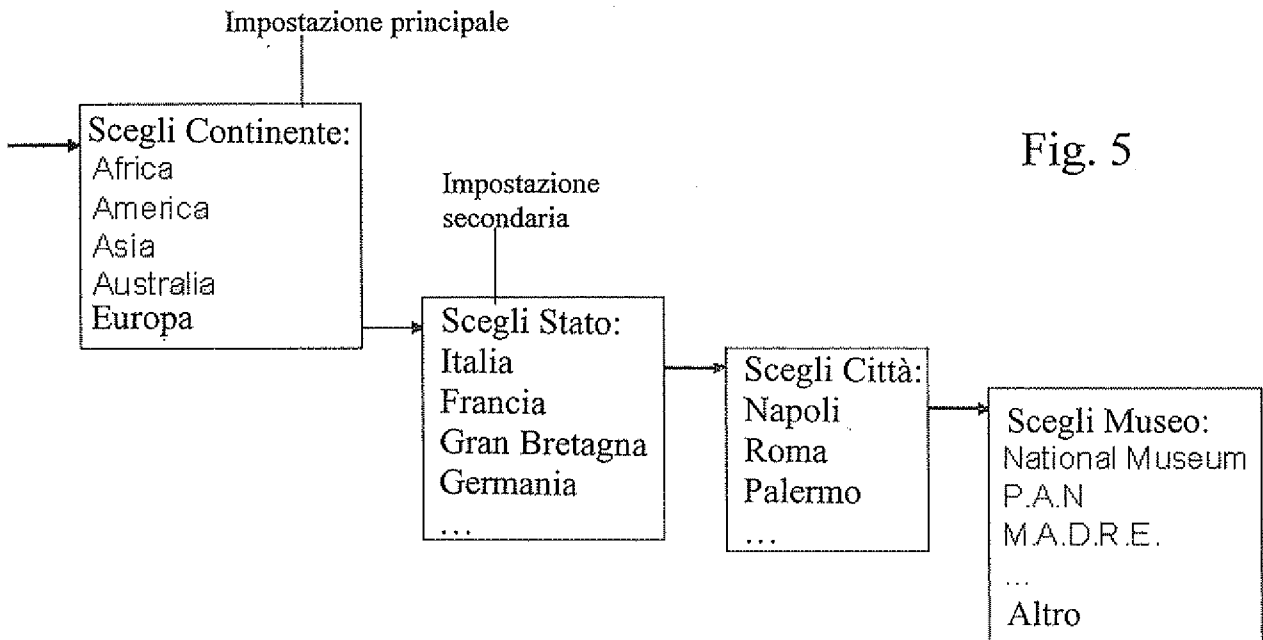 Impostazione principale
Scegli Continente:
Africa
America
Asia
Australia
Europa
Fig. 5
Impostazione
secondaria
Scegli Stato:
Italia
Francia
Gran Bretagna
Germania
...
Scegli Città:
Napoli
Roma
Palermo
...
Scegli Museo:
National Museum
P.A.N
M.A.D.R.E.
...
Altro